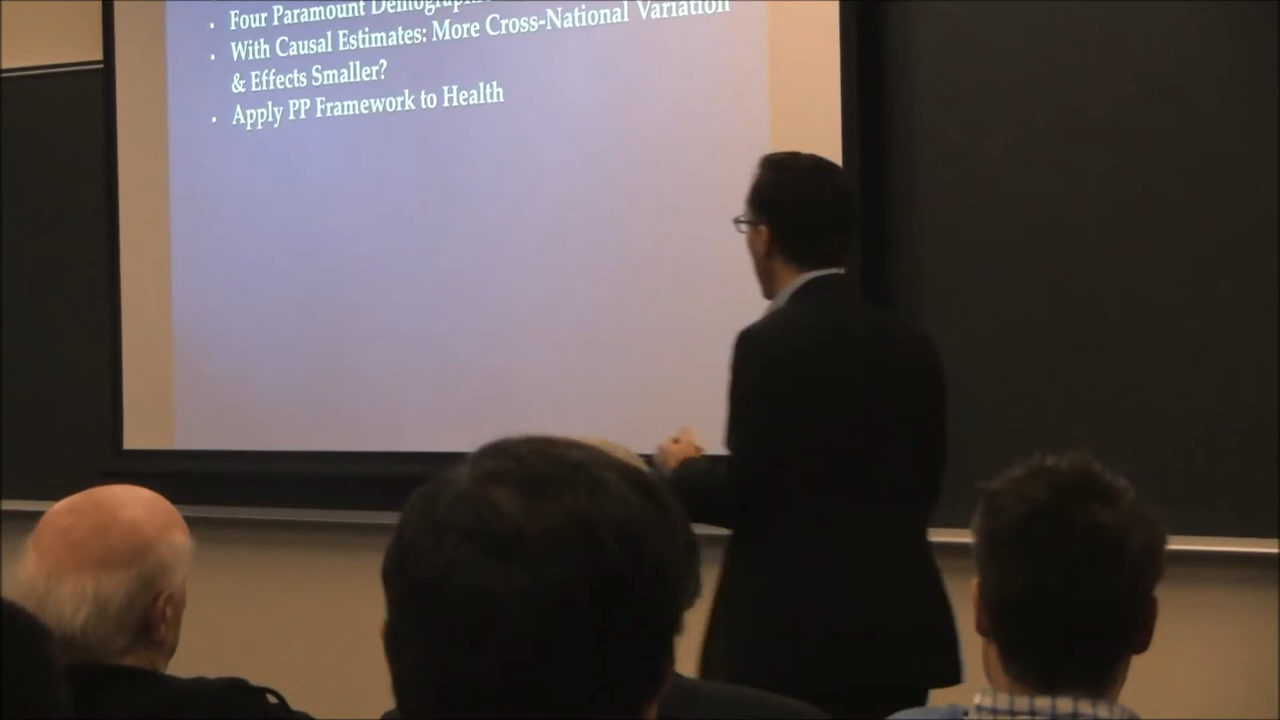 Four Paramount
With Causal Estimates: More Cross-National Variation
& Effects Smaller?
Apply PP Framework to Health